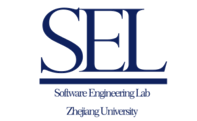 SEL
Software Engineering Lab
Zhejiang University